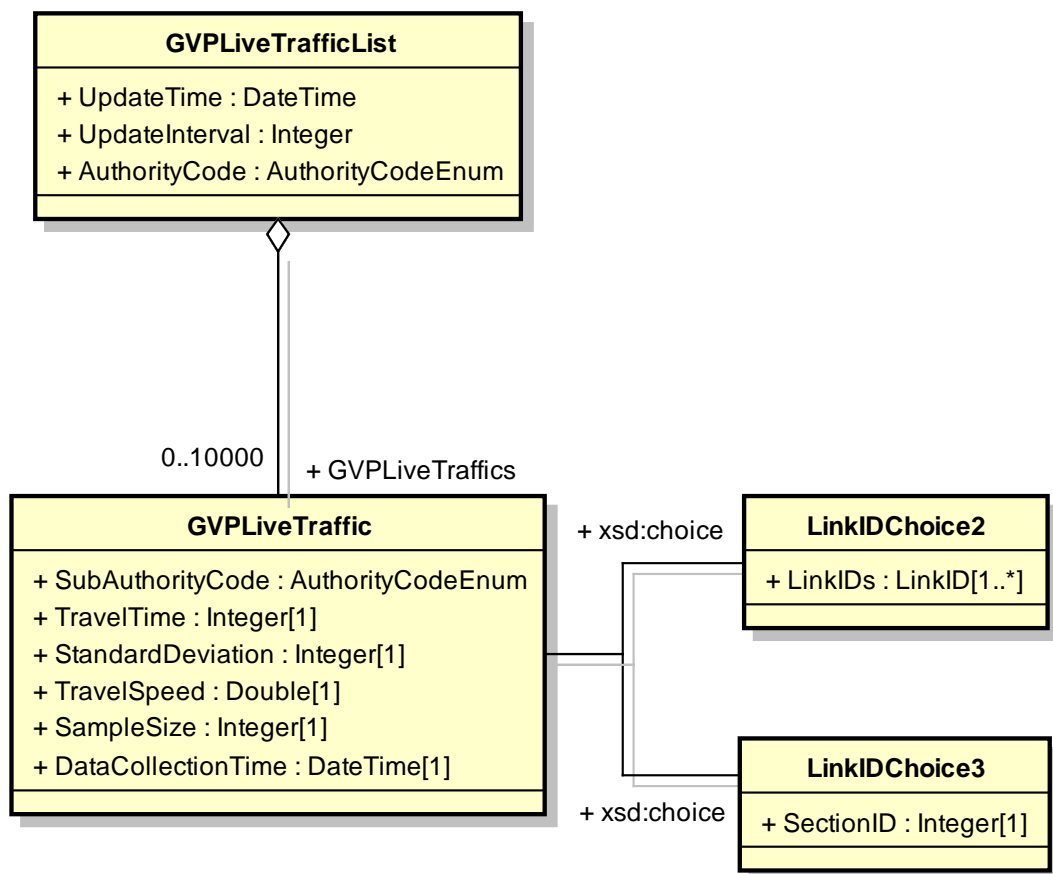 GVPLiveTrafficList
+ UpdateTime : DateTime
+ UpdateInterval : Integer
+ AuthorityCode : AuthorityCodeEnum
0..10000
+ GVPLiveTraffics
GVPLiveTraffic
+ SubAuthorityCode : AuthorityCodeEnum
+ TravelTime : Integer[1]
+ StandardDeviation : Integer[1]
+ TravelSpeed : Double[1]
+ SampleSize : Integer[1]
+ DataCollectionTime : DateTime[1]
+ xsd:choice
LinkIDChoice2
+ LinkIDs : LinkID[1..*]
+ xsd:choice
LinkIDChoice3
+ SectionID : Integer[1]